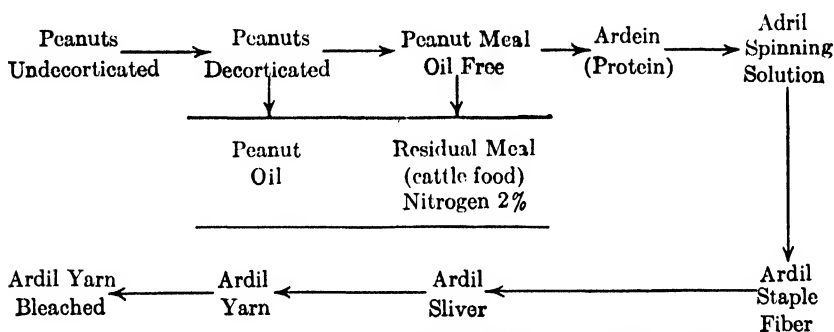 Peanuts
Undecorticated
Peanuts
Decorticated
Peanut Meal
Oil Free
Ardein
(Protein)
Adril
Spinning
Solution
Peanut
Oil
Residual Meal
(cattle food)
Nitrogen 2%
Ardil Yarn
Bleached
Ardil
Yarn
Ardil
Sliver
Ardil
Staple
Fiber